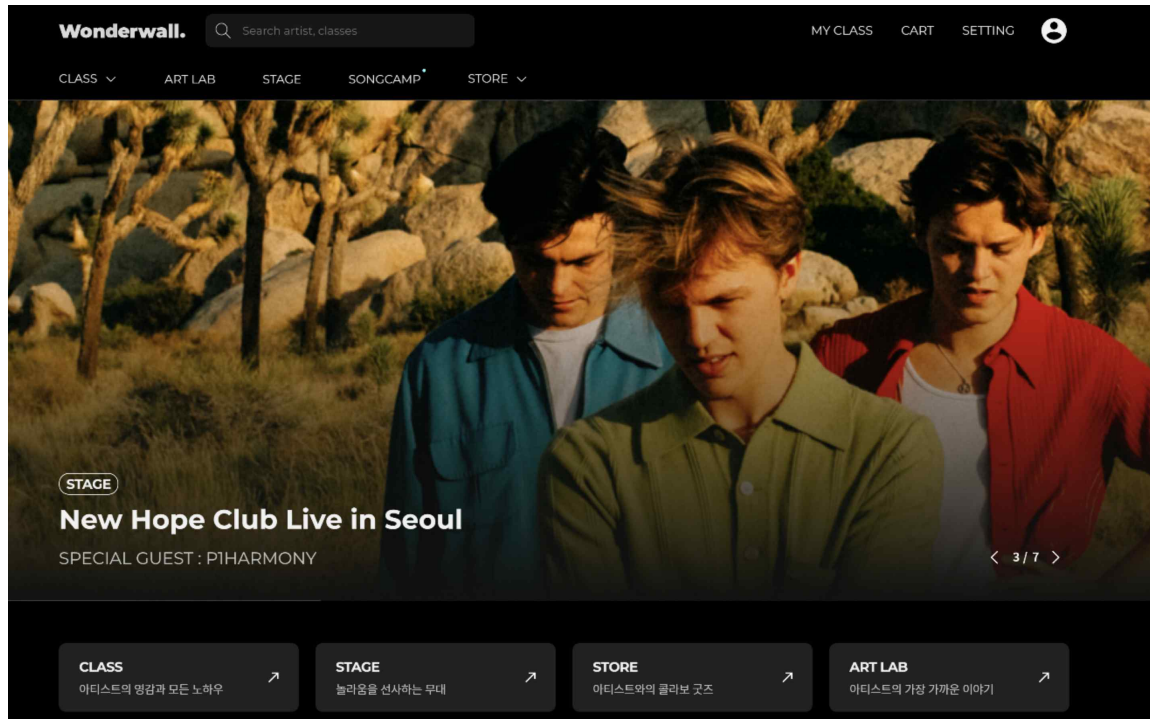 Wonderwall.
Search artist, classes
MY CLASS
CART
SETTING
CLASS
ART LAB
STAGE
SONGCAMP
STORE
STAGE
New Hope Club Live in Seoul
SPECIAL GUEST : P1HARMONY
3 / 7
CLASS
아티스트의 영감과 모든 노하우
STAGE
놀라움을 선사하는 무대
STORE
아티스트와의 콜라보 굿즈
ART LAB
아티스트의 가장 가까운 이야기